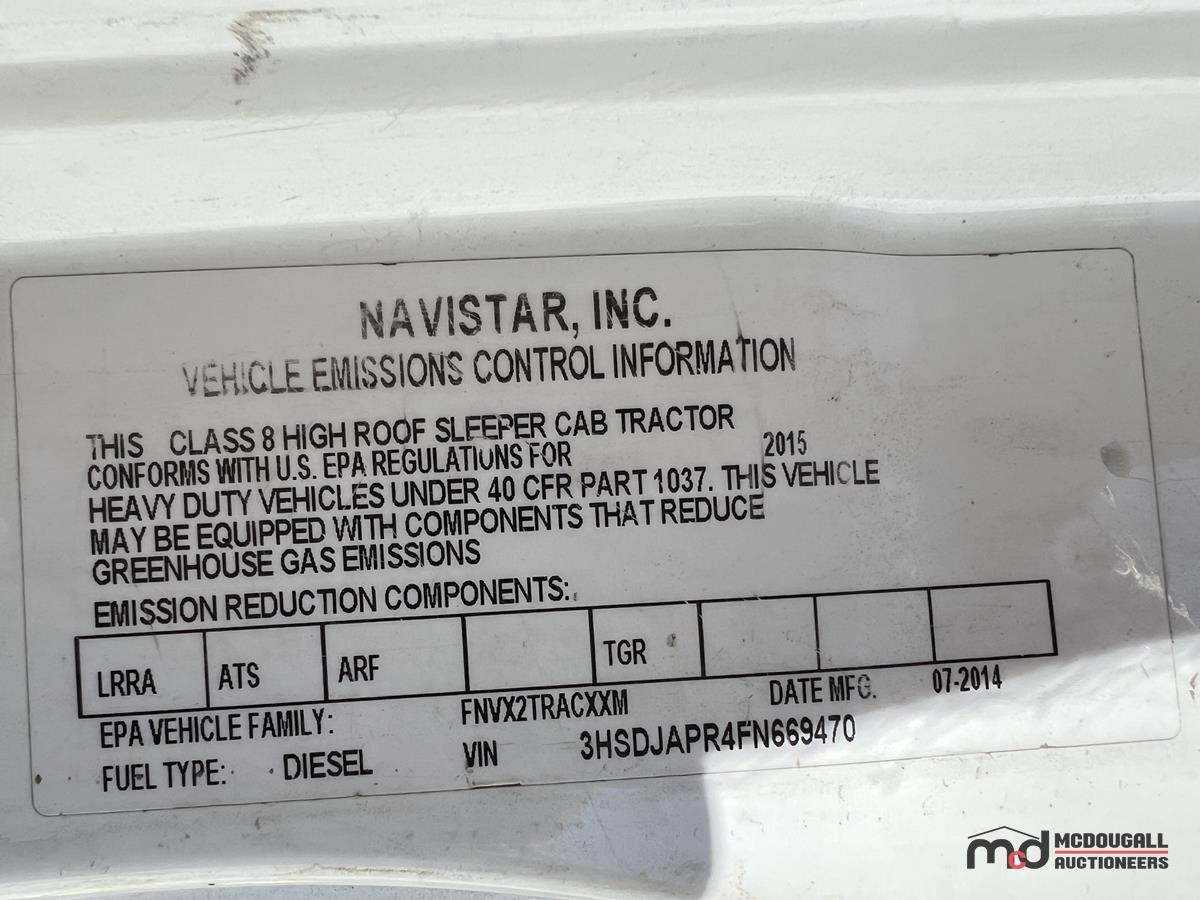 NAVISTAR, INC.
VEHICLE EMISSIONS CONTROL INFORMATION
THIS CLASS 8 HIGH ROOF SLEEPER CAB TRACTOR
CONFORMS WITH U.S. EPA REGULATIONS FOR 2015
HEAVY DUTY VEHICLES UNDER 40 CFR PART 1037. THIS VEHICLE
MAY BE EQUIPPED WITH COMPONENTS THAT REDUCE
GREENHOUSE GAS EMISSIONS
EMISSION REDUCTION COMPONENTS:
LRRA ATS ARF TGR
EPA VEHICLE FAMILY: FNVX2TRACXXM DATE MFG. 07-2014
FUEL TYPE: DIESEL VIN 3HSDJAPR4FN669470
mcd MCDOUGALL
AUCTIONEERS